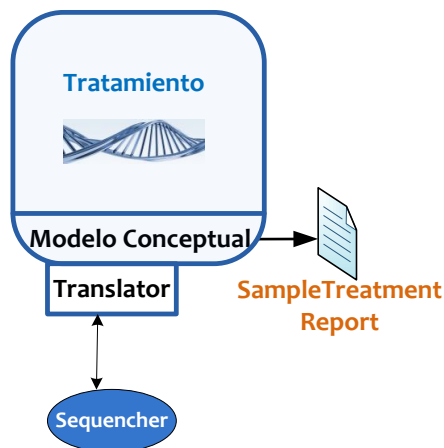 Tratamiento
Modelo Conceptual
Translator
SampleTreatment
Report
Sequencher